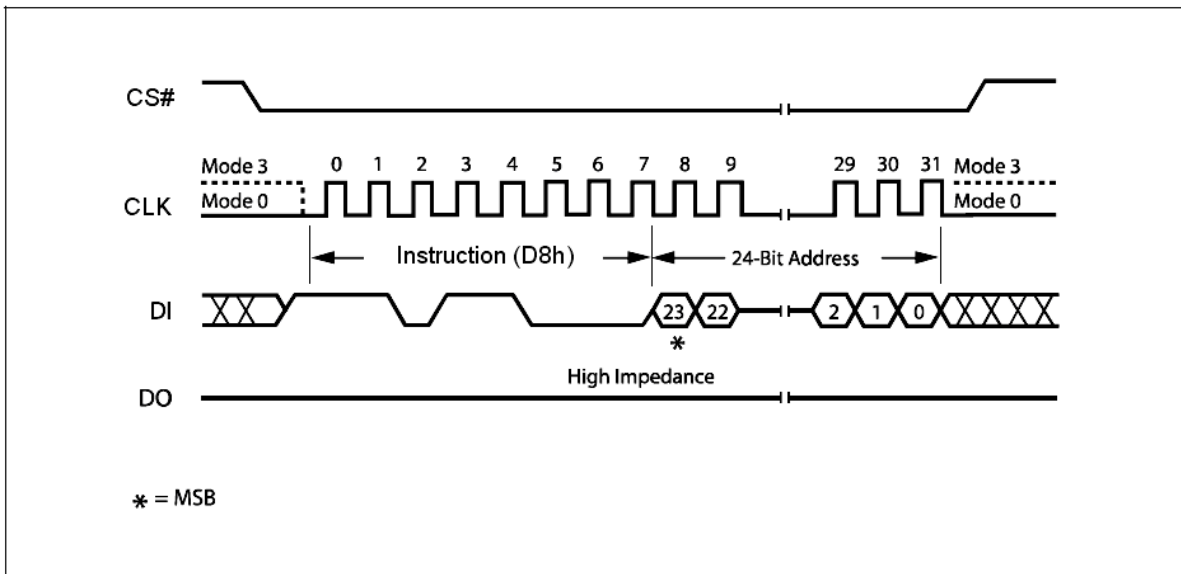 CS#
Mode 3 0 1 2 3 4 5 6 7 8 9 29 30 31 Mode 3
CLK Mode 0 Mode 0
Instruction (D8h) 24-Bit Address
DI 23 22 2 1 0
*
High Impedance
DO
* = MSB